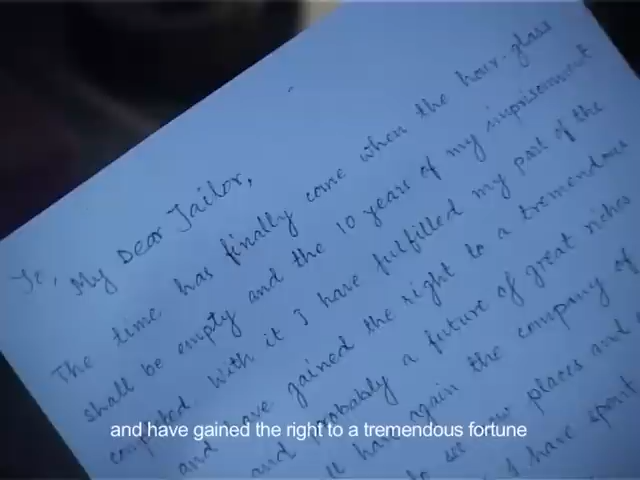 To, My Dear Jailor,
The time has finally come when the hour-glass
shall be empty and the 10 years of my imprisonment
completed. With it I have fulfilled my part of the
and have gained the right to a tremendous
and probably a future of great riches
have again the company of
to see new places and
I have spent
and have gained the right to a tremendous fortune